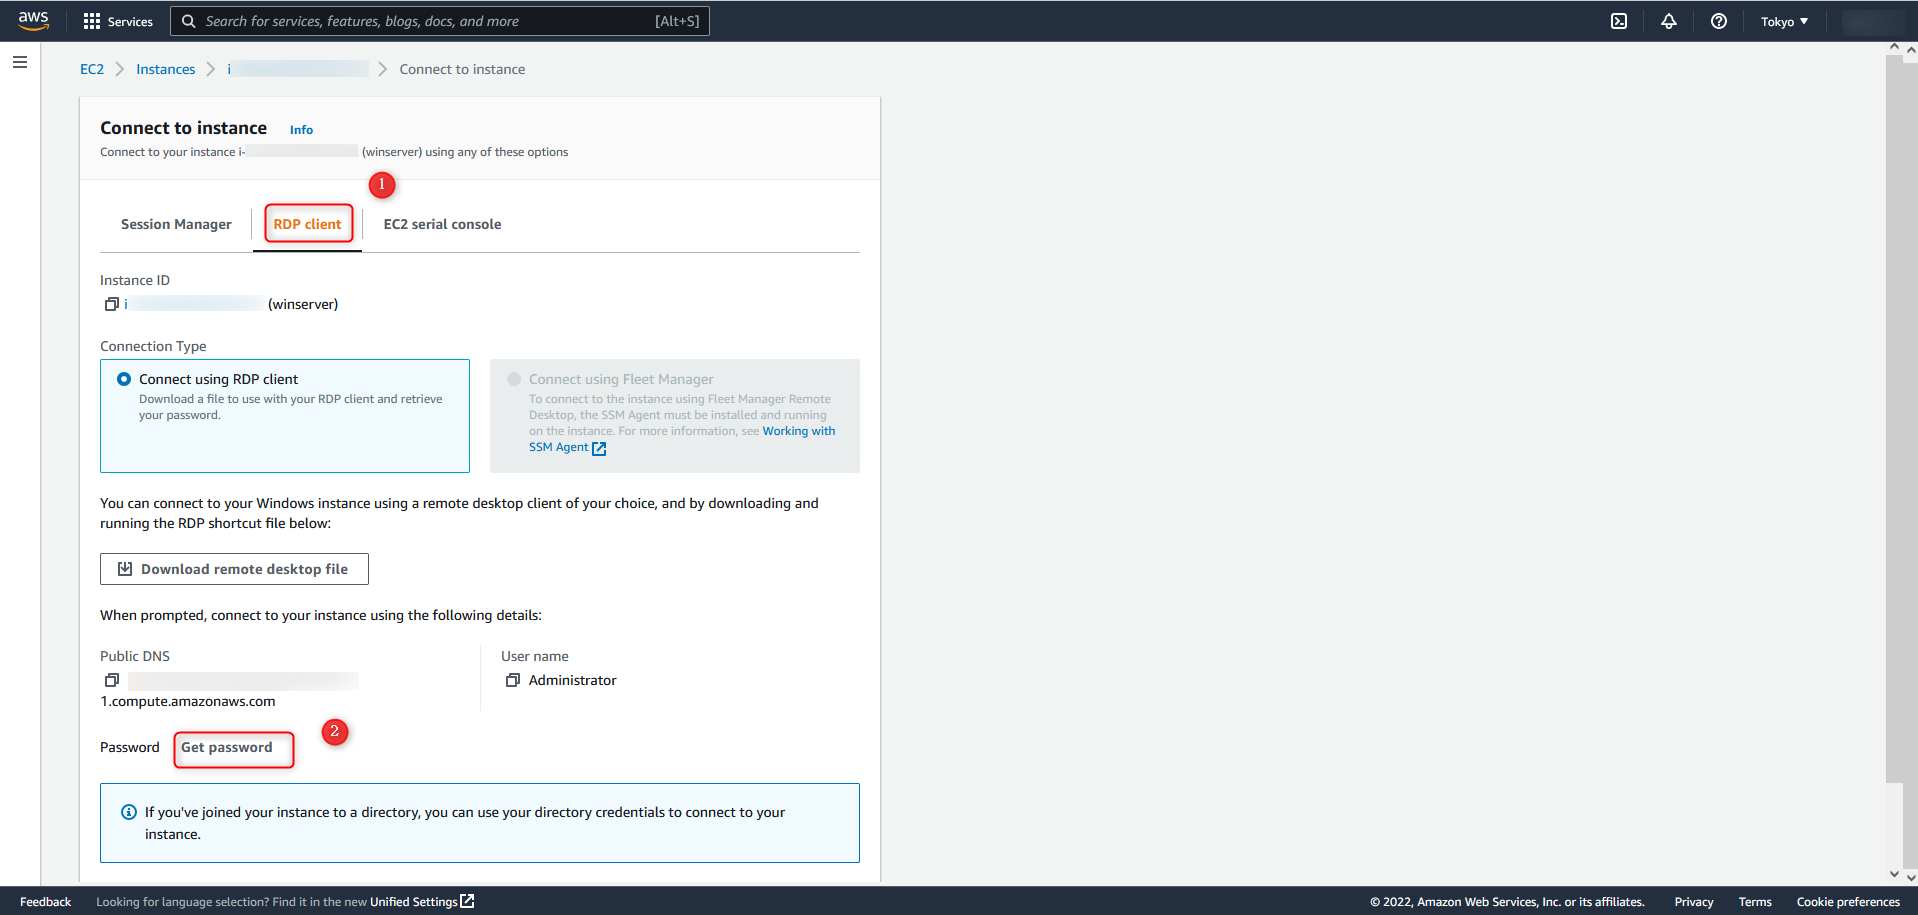 aws Services Search for services, features, blogs, docs, and more [Alt+S] Tokyo
EC2 Instances i Connect to instance
Connect to instance Info
Connect to your instance i- (winserver) using any of these options
1
Session Manager RDP client EC2 serial console
Instance ID
i (winserver)
Connection Type
Connect using RDP client
Download a file to use with your RDP client and retrieve
your password.
Connect using Fleet Manager
To connect to the instance using Fleet Manager Remote
Desktop, the SSM Agent must be installed and running
on the instance. For more information, see Working with
SSM Agent
You can connect to your Windows instance using a remote desktop client of your choice, and by downloading and
running the RDP shortcut file below:
Download remote desktop file
When prompted, connect to your instance using the following details:
Public DNS
1.compute.amazonaws.com
User name
Administrator
2
Password Get password
If you've joined your instance to a directory, you can use your directory credentials to connect to your
instance.
Feedback Looking for language selection? Find it in the new Unified Settings © 2022, Amazon Web Services, Inc. or its affiliates. Privacy Terms Cookie preferences